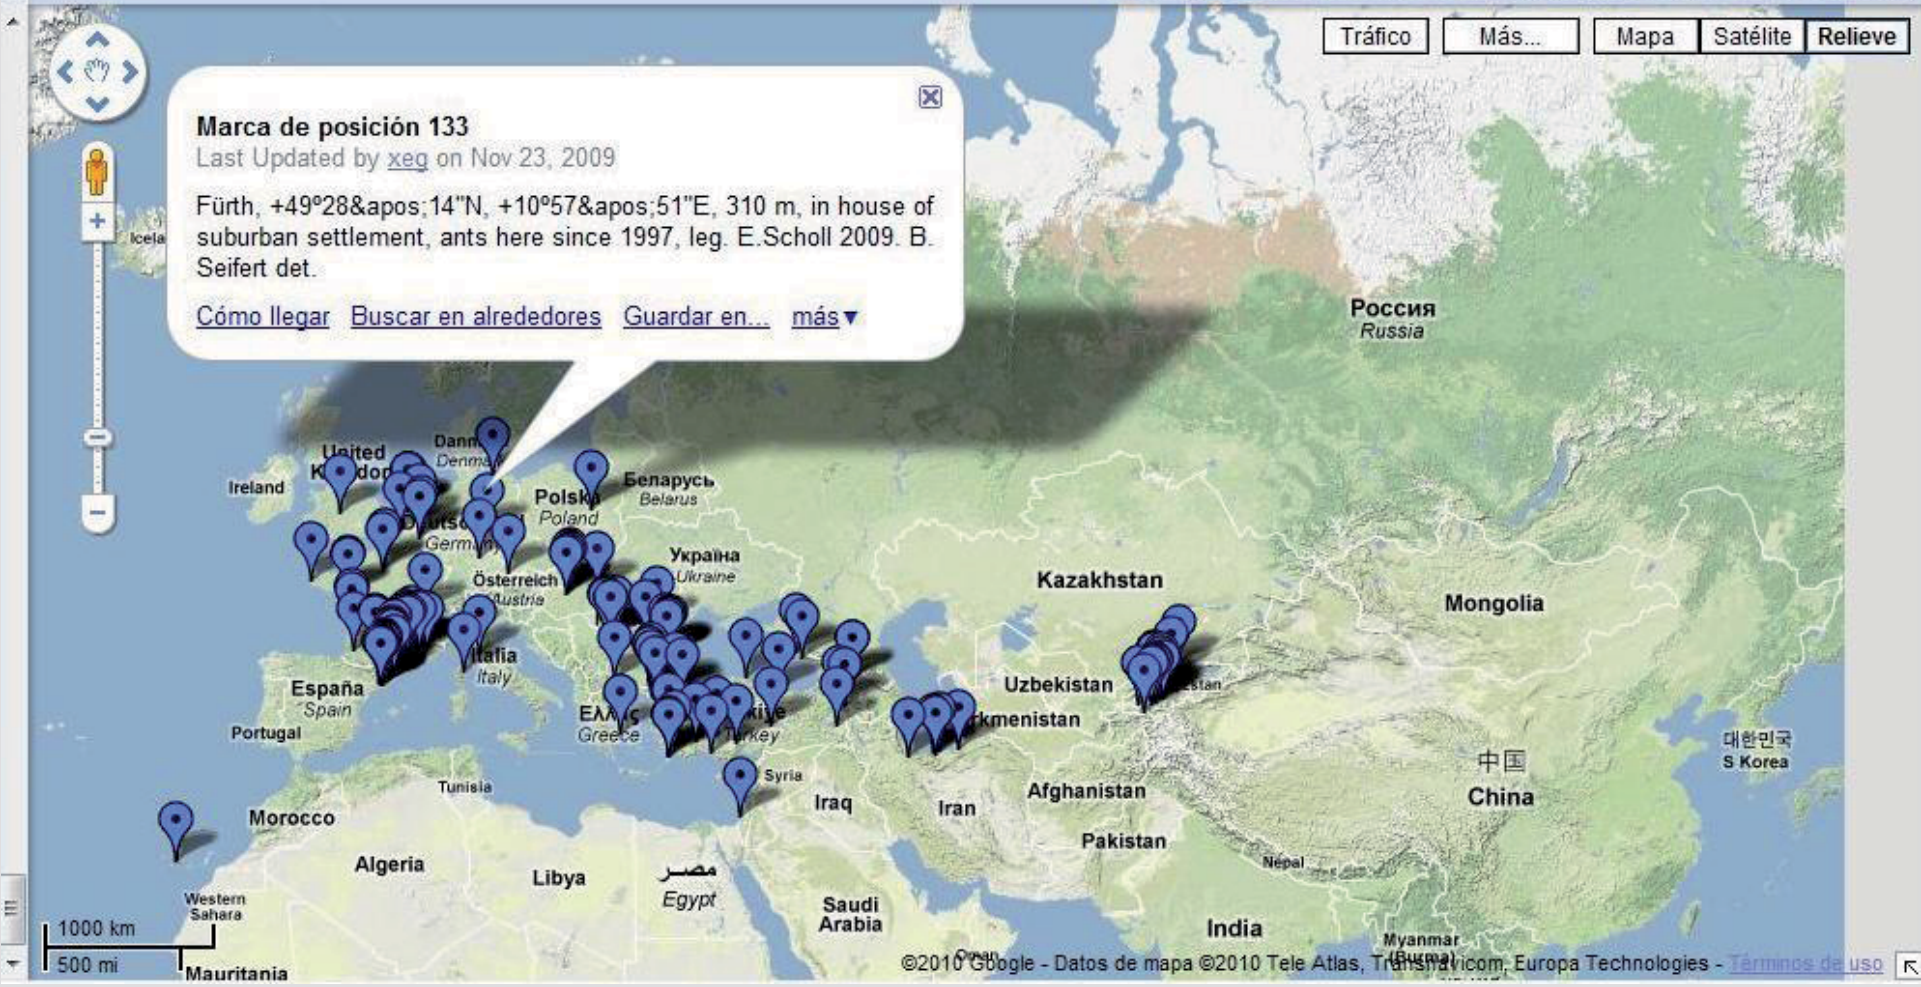 Tráfico
Más...
Mapa
Satélite
Relieve
Marca de posición 133
Last Updated by xeg on Nov 23, 2009
Fürth, +49º28&apos;14"N, +10º57&apos;51"E, 310 m, in house of
suburban settlement, ants here since 1997, leg. E.Scholl 2009. B.
Seifert det.
Cómo llegar Buscar en alrededores Guardar en... más▼
Россия
Russia
United
Ireland
Polska
Poland
Беларусь
Belarus
Україна
Ukraine
Österreich
Austria
Kazakhstan
Mongolia
Italia
Italy
España
Spain
Portugal
Greece
Turkey
Uzbekistan
대한민국
S Korea
Syria
Tunisia
Morocco
Iraq
Iran
Afghanistan
中国
China
Pakistan
Nepal
Algeria
Libya
مصر
Egypt
Western
Sahara
Saudi
Arabia
India
Myanmar
(Burma)
Oman
1000 km
500 mi
Mauritania
©2010 Google - Datos de mapa ©2010 Tele Atlas, Transnavicom, Europa Technologies - Términos de uso